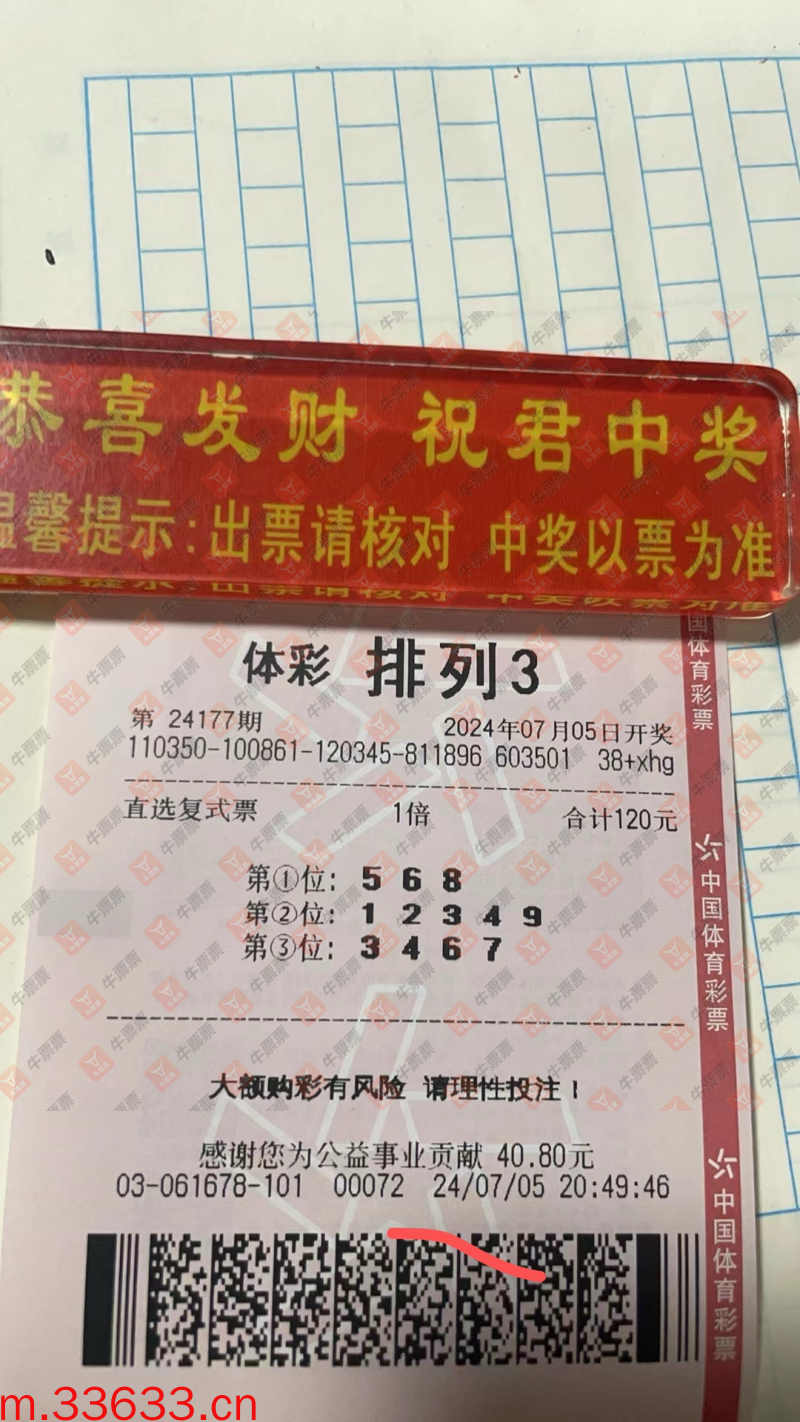 恭喜发财 祝君中奖
温馨提示:出票请核对 中奖以票为准
体彩 排列3
第 24177期 2024年07月05日开奖
110350-100861-120345-811896 603501 38+xhg
直选复式票 1倍 合计120元
第①位: 5 6 8
第②位: 1 2 3 4 9
第③位: 3 4 6 7
大额购彩有风险 请理性投注!
感谢您为公益事业贡献 40.80元
03-061678-101 00072 24/07/05 20:49:46
国体育彩票
中国体育彩票
中国体育彩票
牛票票
m.33633.cn